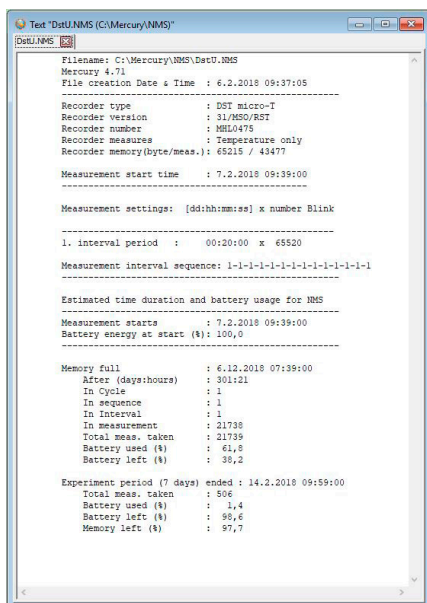 Text "DstU.NMS (C:\Mercury\NMS)"
DstU.NMS
Filename: C:\Mercury\NMS\DstU.NMS
Mercury 4.71
File creation Date & Time : 6.2.2018 09:37:05
--------------------------------------------------
Recorder type : DST micro-T
Recorder version : 31/MSO/RST
Recorder number : MHL0475
Recorder measures : Temperature only
Recorder memory(byte/meas.): 65215 / 43477
Measurement start time : 7.2.2018 09:39:00
--------------------------------------------
Measurement settings: [dd:hh:mm:ss] x number Blink
-------------------------------------------------
1. interval period : 00:20:00 x 65520
Measurement interval sequence: 1-1-1-1-1-1-1-1-1-1-1-1-1-1
--------------------------------------------------
Estimated time duration and battery usage for NMS
--------------------------------------------------
Measurement starts : 7.2.2018 09:39:00
Battery energy at start (%): 100,0
--------------------------------------------------
Memory full : 6.12.2018 07:39:00
After (days:hours) : 301:21
In Cycle : 1
In sequence : 1
In Interval : 1
In measurement : 21738
Total meas. taken : 21739
Battery used (%) : 61,8
Battery left (%) : 38,2
Experiment period (7 days) ended : 14.2.2018 09:59:00
Total meas. taken : 506
Battery used (%) : 1,4
Battery left (%) : 98,6
Memory left (%) : 97,7